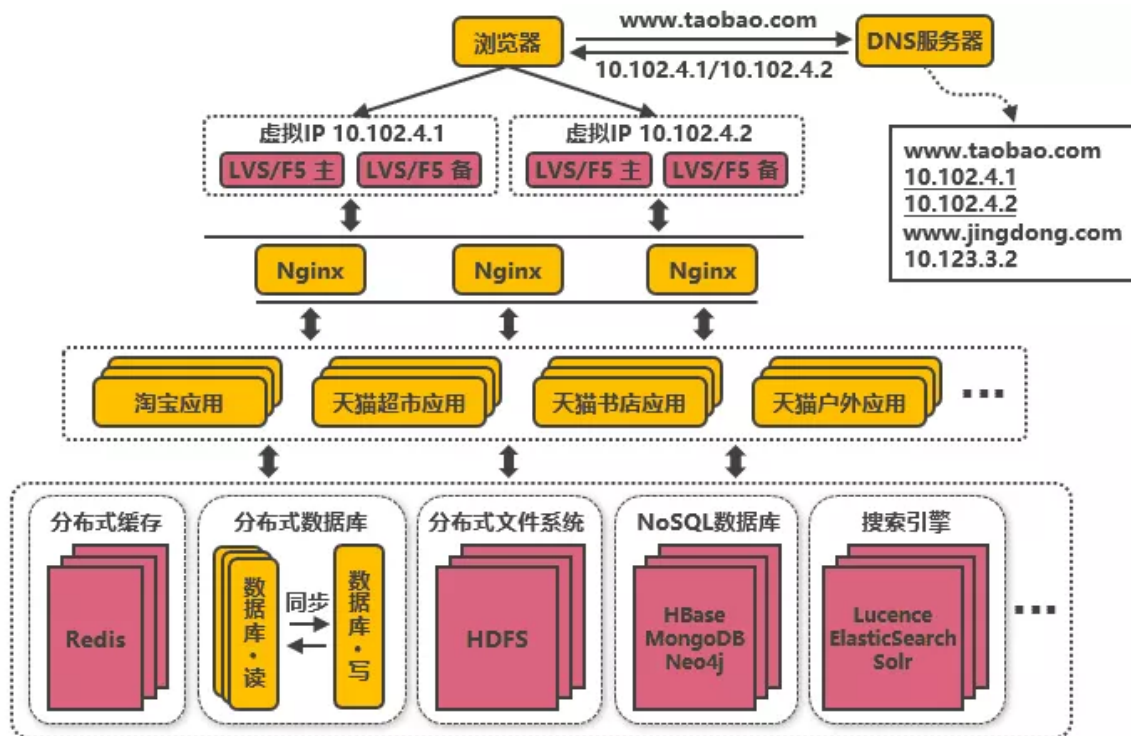 www.taobao.com
浏览器
DNS服务器
10.102.4.1/10.102.4.2
虚拟IP 10.102.4.1
LVS/F5 主
LVS/F5 备
虚拟IP 10.102.4.2
LVS/F5 主
LVS/F5 备
www.taobao.com
10.102.4.1
10.102.4.2
www.jingdong.com
10.123.3.2
Nginx
Nginx
Nginx
淘宝应用
天猫超市应用
天猫书店应用
天猫户外应用
...
分布式缓存
Redis
分布式数据库
数据库·读
同步
数据库·写
分布式文件系统
HDFS
NoSQL数据库
HBase
MongoDB
Neo4j
搜索引擎
Lucence
ElasticSearch
Solr
...